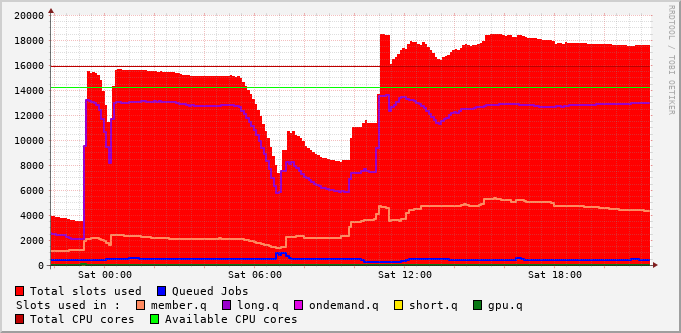 RRDTOOL / TOBI OETIKER
20000
18000
16000
14000
12000
10000
8000
6000
4000
2000
0
Sat 00:00 Sat 06:00 Sat 12:00 Sat 18:00
Total slots used Queued Jobs
Slots used in : member.q long.q ondemand.q short.q gpu.q
Total CPU cores Available CPU cores